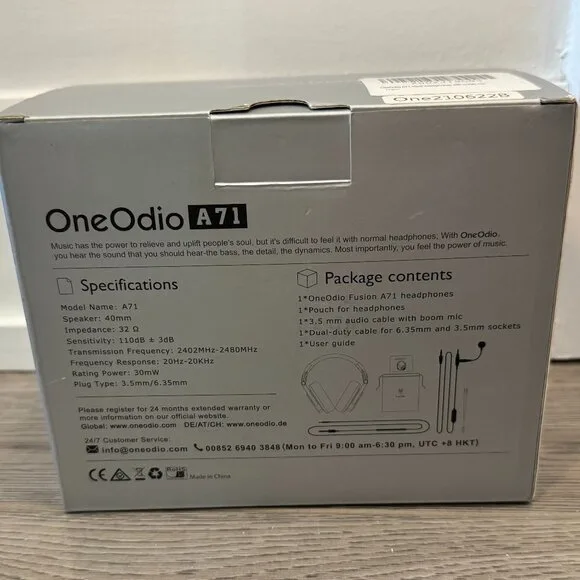 One210622B
OneOdio A71
Music has the power to relieve and uplift people's soul, but it's difficult to feel it with normal headphones; With OneOdio,
you hear the sound that you should hear-the bass, the detail, the dynamics. Most importantly, you feel the power of music.
Specifications
Model Name: A71
Speaker: 40mm
Impedance: 32 Ω
Sensitivity: 110dB ± 3dB
Transmission Frequency: 2402MHz-2480MHz
Frequency Response: 20Hz-20KHz
Rating Power: 30mW
Plug Type: 3.5mm/6.35mm
Package contents
1*OneOdio Fusion A71 headphones
1*Pouch for headphones
1*3.5 mm audio cable with boom mic
1*Dual-duty cable for 6.35mm and 3.5mm sockets
1*User guide
Please register for 24 months extended warranty or
more information on our official website.
Global: www.oneodio.com DE/AT/CH: www.oneodio.de
24/7 Customer Service:
info@oneodio.com 00852 6940 3848 (Mon to Fri 9:00 am-6:30 pm, UTC +8 HKT)
CE RoHS Made in China